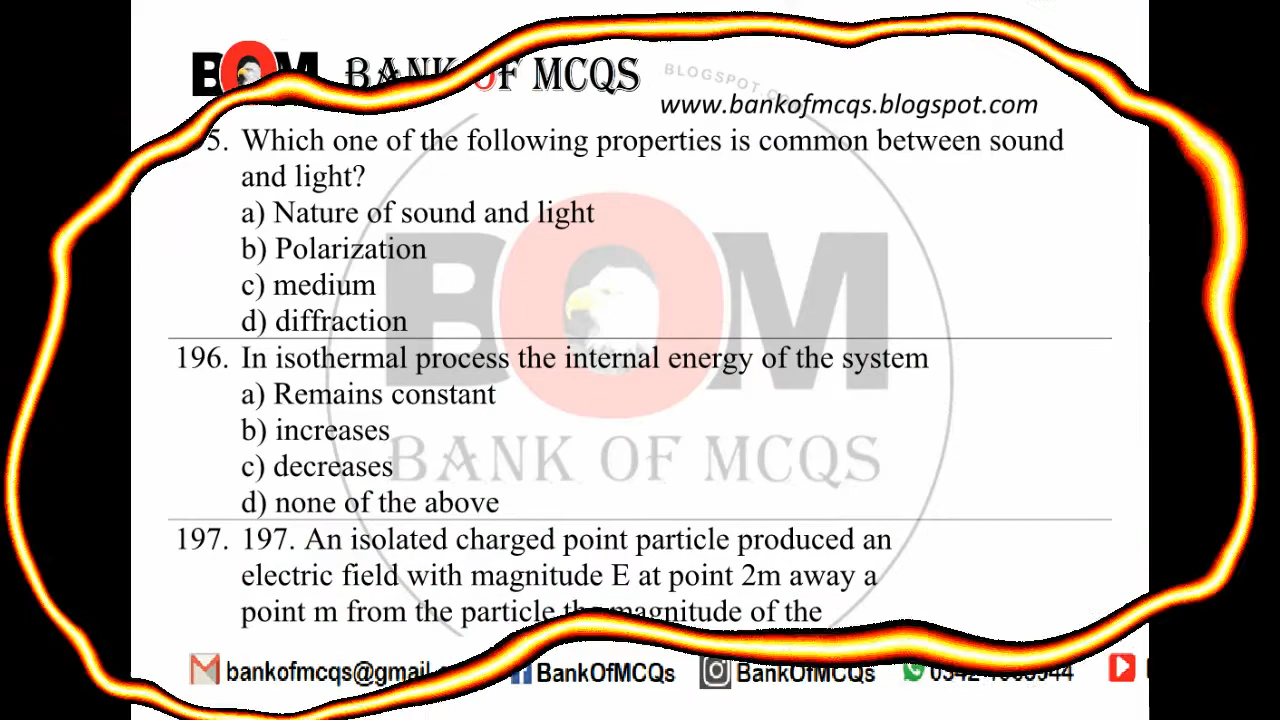 BOM BANK OF MCQS
BLOGSPOT.CO
www.bankofmcqs.blogspot.com
5. Which one of the following properties is common between sound
and light?
a) Nature of sound and light
b) Polarization
c) medium
d) diffraction
196. In isothermal process the internal energy of the system
a) Remains constant
b) increases
c) decreases
d) none of the above
BOM
BANK OF MCQS
197. 197. An isolated charged point particle produced an
electric field with magnitude E at point 2m away a
point m from the particle the magnitude of the
bankofmcqs@gmail. BankOfMCQs BankOfMCQs